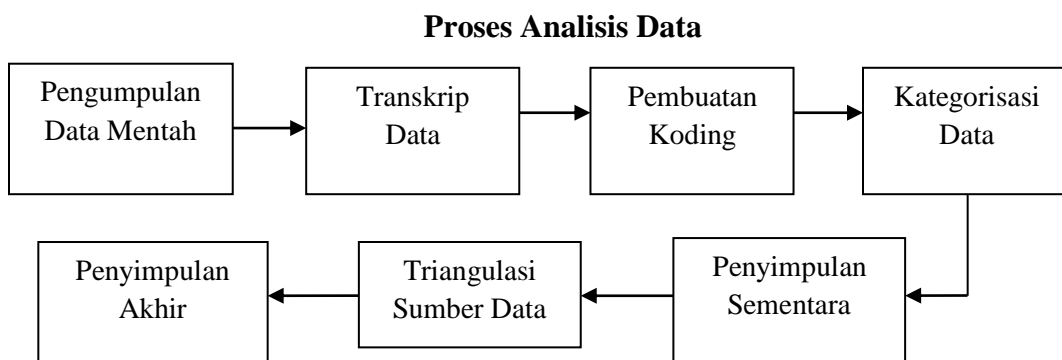 Proses Analisis Data
Pengumpulan
Data Mentah
Transkrip
Data
Pembuatan
Koding
Kategorisasi
Data
Penyimpulan
Sementara
Triangulasi
Sumber Data
Penyimpulan
Akhir